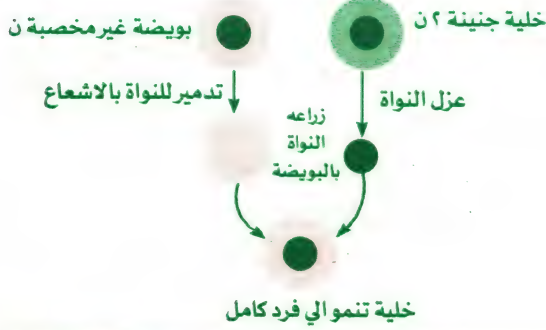 خلية جنينة ٢ ن
بويضة غير مخصبة ن
عزل النواة
تدمير للنواة بالاشعاع
زراعه
النواة
بالبويضة
خلية تنمو الي فرد كامل